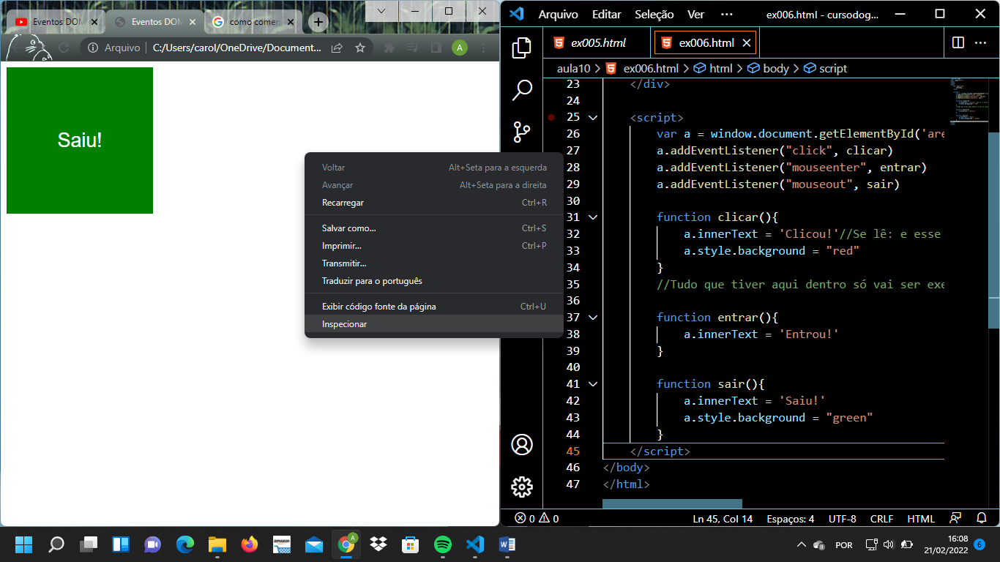 Eventos DOM
Eventos DOM
como comen
Arquivo
C:/Users/carol/OneDrive/Document...
A
Saiu!
Voltar Alt+Seta para a esquerda
Avançar Alt+Seta para a direita
Recarregar Ctrl+R
Salvar como... Ctrl+S
Imprimir... Ctrl+P
Transmitir...
Traduzir para o português
Exibir código fonte da página Ctrl+U
Inspecionar
Arquivo Editar Seleção Ver ··· ex006.html - cursodog...
ex005.html ex006.html
aula10 > ex006.html > html > body > script
23 </div>
24
25 <script>
26 var a = window.document.getElementById('are
27 a.addEventListener("click", clicar)
28 a.addEventListener("mouseenter", entrar)
29 a.addEventListener("mouseout", sair)
30
31 function clicar(){
32 a.innerText = 'Clicou!'//Se lê: e esse
33 a.style.background = "red"
34 }
35 //Tudo que tiver aqui dentro só vai ser exe
36
37 function entrar(){
38 a.innerText = 'Entrou!'
39 }
40
41 function sair(){
42 a.innerText = 'Saiu!'
43 a.style.background = "green"
44 }
45 </script>
46 </body>
47 </html>
0 0 Ln 45, Col 14 Espaços: 4 UTF-8 CRLF HTML
amazon
A
POR
16:08
21/02/2022
6